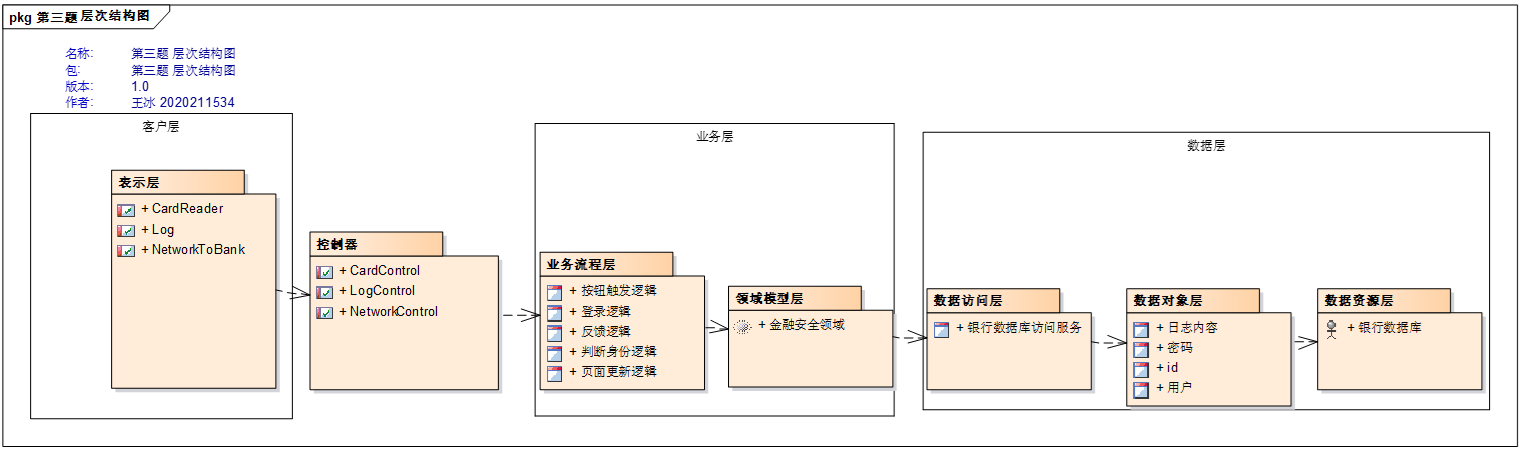 pkg 第三题 层次结构图
名称: 第三题 层次结构图
包: 第三题 层次结构图
版本: 1.0
作者: 王冰 2020211534
客户层
表示层
+ CardReader
+ Log
+ NetworkToBank
控制器
+ CardControl
+ LogControl
+ NetworkControl
业务层
业务流程层
+ 按钮触发逻辑
+ 登录逻辑
+ 反馈逻辑
+ 判断身份逻辑
+ 页面更新逻辑
领域模型层
+ 金融安全领域
数据层
数据访问层
+ 银行数据库访问服务
数据对象层
+ 日志内容
+ 密码
+ id
+ 用户
数据资源层
+ 银行数据库